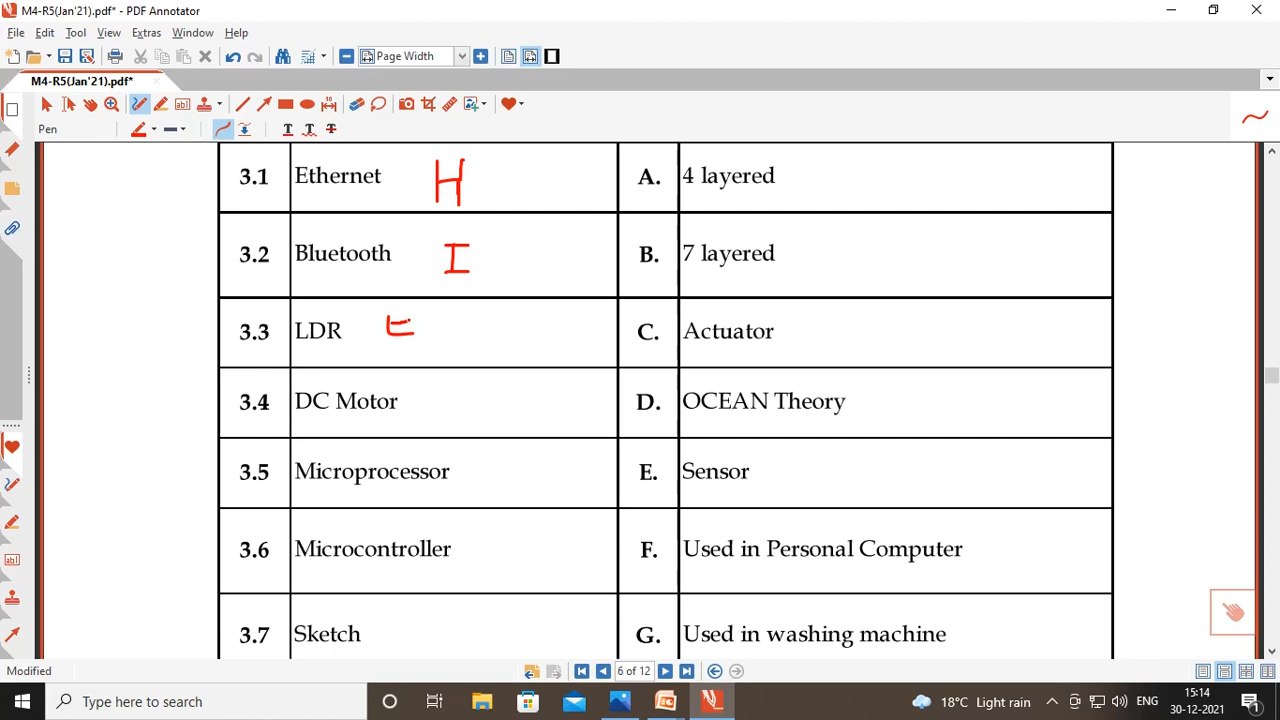 M4-R5(Jan'21).pdf* - PDF Annotator
File Edit Tool View Extras Window Help
Page Width
M4-R5(Jan'21).pdf*
Pen
3.1 Ethernet H A. 4 layered
3.2 Bluetooth I B. 7 layered
3.3 LDR E C. Actuator
3.4 DC Motor D. OCEAN Theory
3.5 Microprocessor E. Sensor
3.6 Microcontroller F. Used in Personal Computer
3.7 Sketch G. Used in washing machine
Modified 6 of 12
Type here to search 18°C Light rain ENG 15:14
30-12-2021